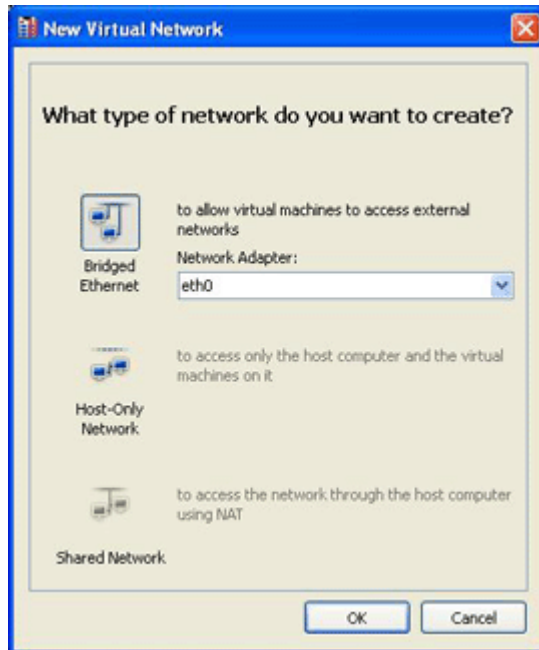 New Virtual Network
What type of network do you want to create?
to allow virtual machines to access external
networks
Bridged
Ethernet
Network Adapter:
eth0
to access only the host computer and the virtual
machines on it
Host-Only
Network
to access the network through the host computer
using NAT
Shared Network
OK
Cancel